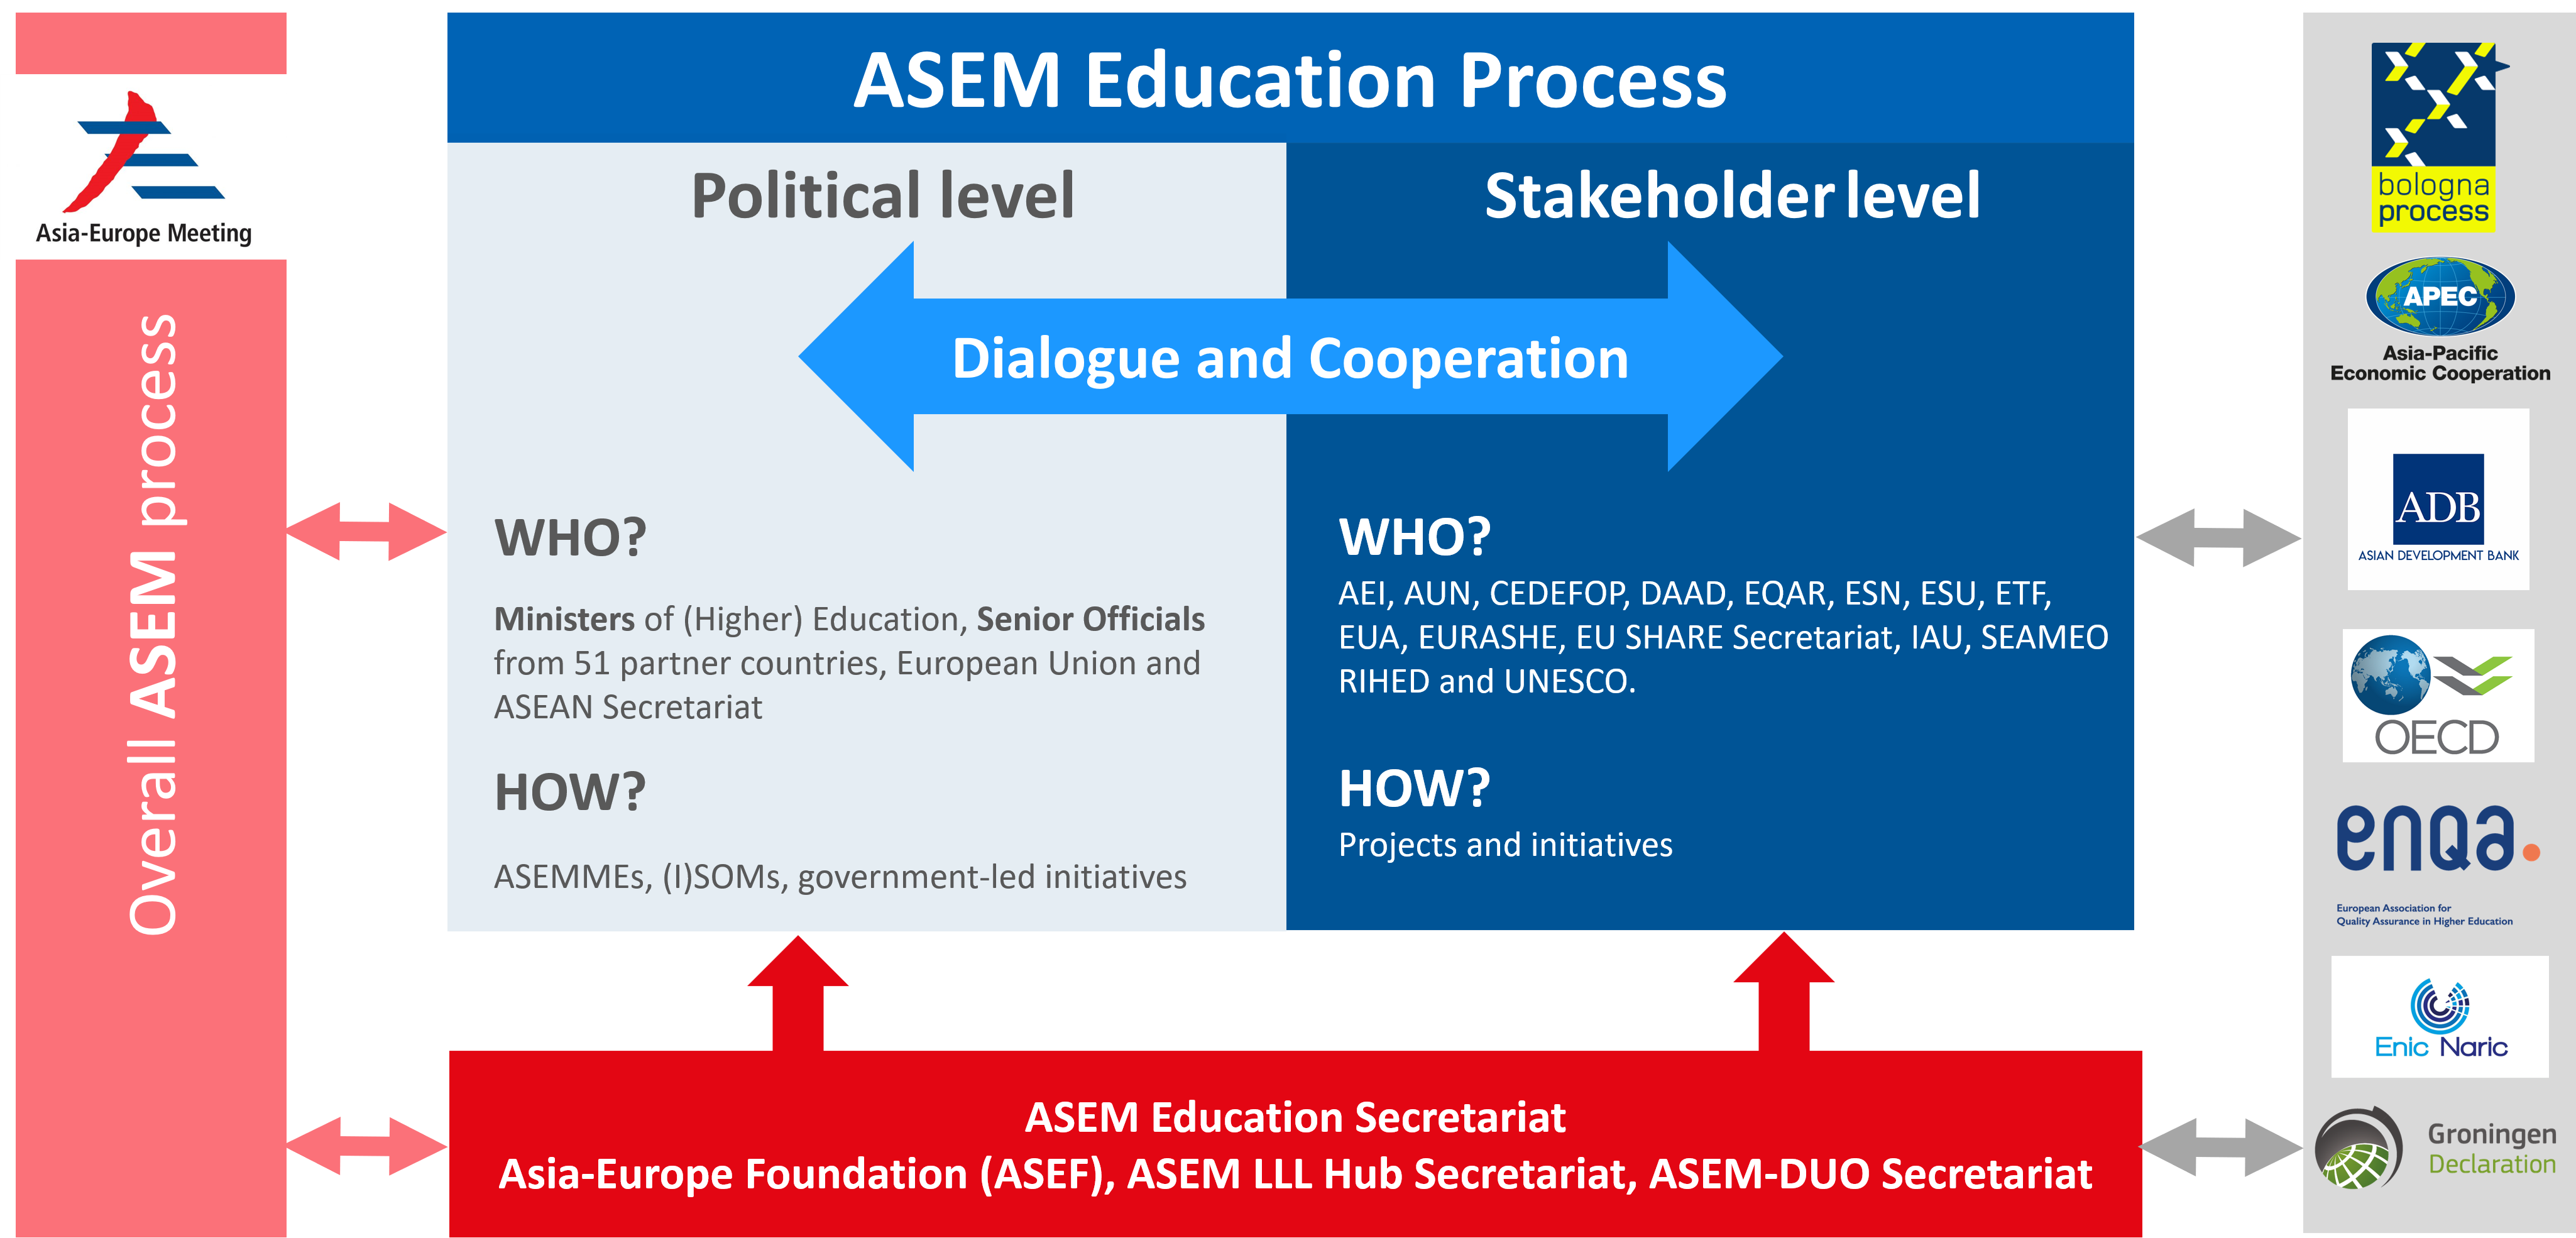 Asia-Europe Meeting
Overall ASEM process
ASEM Education Process
Political level
Stakeholder level
Dialogue and Cooperation
WHO?
Ministers of (Higher) Education, Senior Officials
from 51 partner countries, European Union and
ASEAN Secretariat
HOW?
ASEMMEs, (I)SOMs, government-led initiatives
WHO?
AEI, AUN, CEDEFOP, DAAD, EQAR, ESN, ESU, ETF,
EUA, EURASHE, EU SHARE Secretariat, IAU, SEAMEO
RIHED and UNESCO.
HOW?
Projects and initiatives
ASEM Education Secretariat
Asia-Europe Foundation (ASEF), ASEM LLL Hub Secretariat, ASEM-DUO Secretariat
bologna
process
APEC
Asia-Pacific
Economic Cooperation
ADB
ASIAN DEVELOPMENT BANK
OECD
enqa.
European Association for
Quality Assurance in Higher Education
Enic Naric
Groningen
Declaration